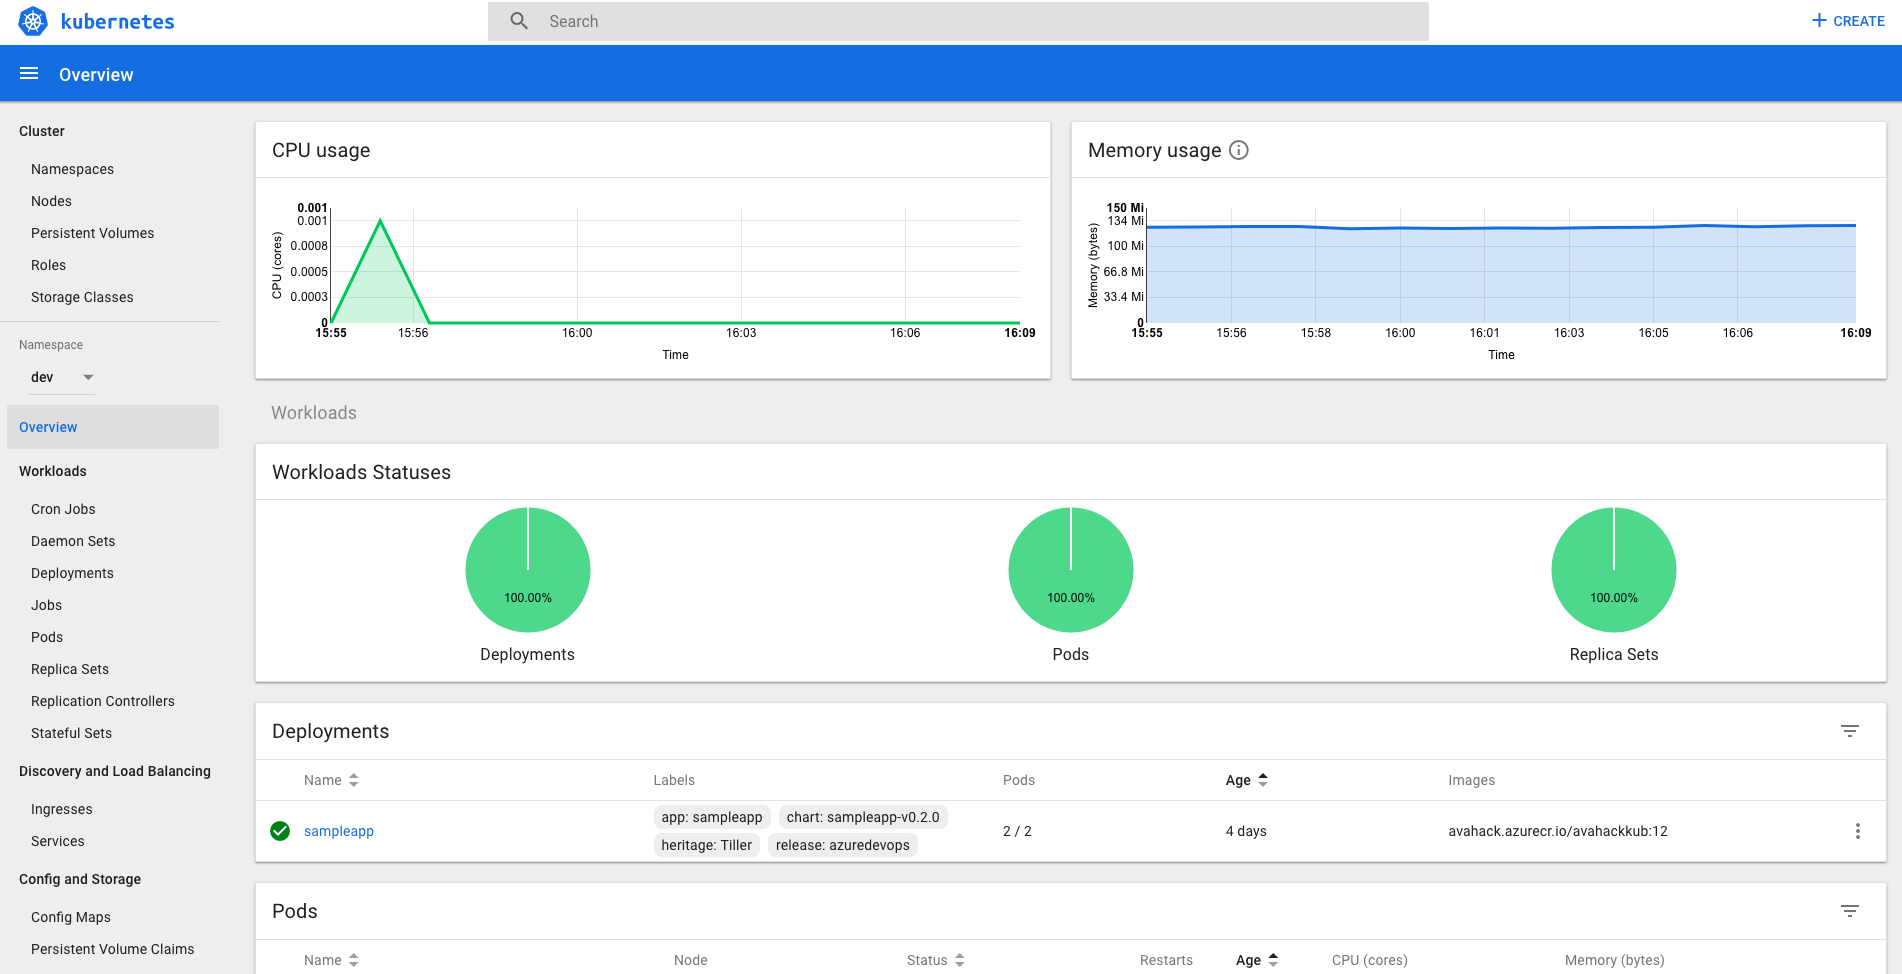 kubernetes
Search
CREATE
Overview
Cluster
Namespaces
Nodes
Persistent Volumes
Roles
Storage Classes
Namespace
dev
Overview
Workloads
Cron Jobs
Daemon Sets
Deployments
Jobs
Pods
Replica Sets
Replication Controllers
Stateful Sets
Discovery and Load Balancing
Ingresses
Services
Config and Storage
Config Maps
Persistent Volume Claims
CPU usage
CPU (cores)
0.001
0.001
0.0008
0.0005
0.0003
0
15:55 15:56 16:00 16:03 16:06 16:09
Time
Memory usage
Memory (bytes)
150 Mi
134 Mi
100 Mi
66.8 Mi
33.4 Mi
0
15:55 15:56 15:58 16:00 16:01 16:03 16:05 16:06 16:09
Time
Workloads
Workloads Statuses
100.00% 100.00% 100.00%
Deployments Pods Replica Sets
Deployments
Name Labels Pods Age Images
sampleapp
app: sampleapp chart: sampleapp-v0.2.0
heritage: Tiller release: azuredevops
2 / 2
4 days
avahack.azurecr.io/avahackkub:12
Pods
Name Node Status Restarts Age CPU (cores) Memory (bytes)